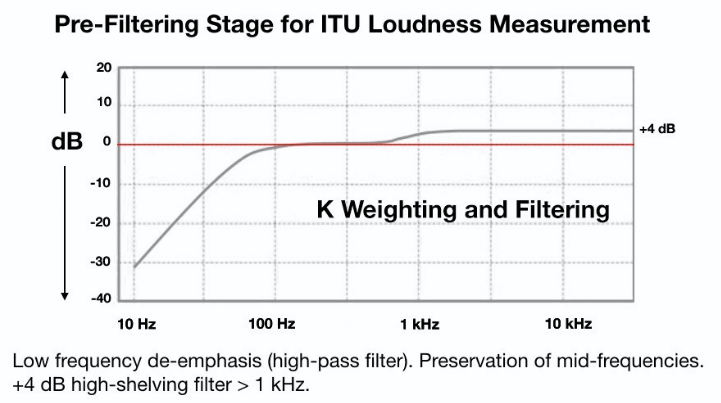 Pre-Filtering Stage for ITU Loudness Measurement
20
10
dB
0
+4 dB
-10
-20
K Weighting and Filtering
-30
-40
10 Hz
100 Hz
1 kHz
10 kHz
Low frequency de-emphasis (high-pass filter). Preservation of mid-frequencies.
+4 dB high-shelving filter > 1 kHz.